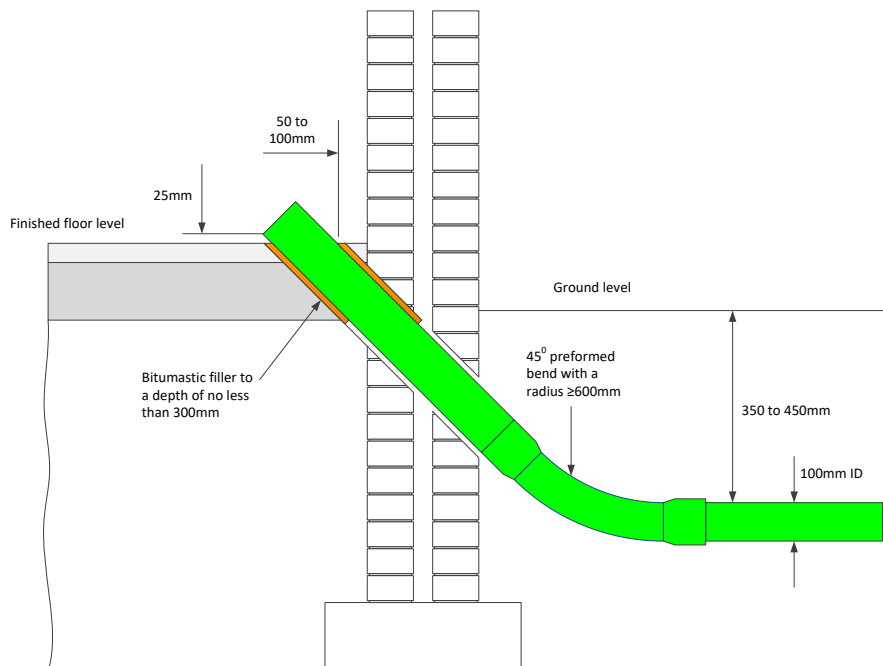 50 to
100mm
25mm
Finished floor level
Ground level
45⁰ preformed
bend with a
radius ≥600mm
Bitumastic filler to
a depth of no less
than 300mm
350 to 450mm
100mm ID